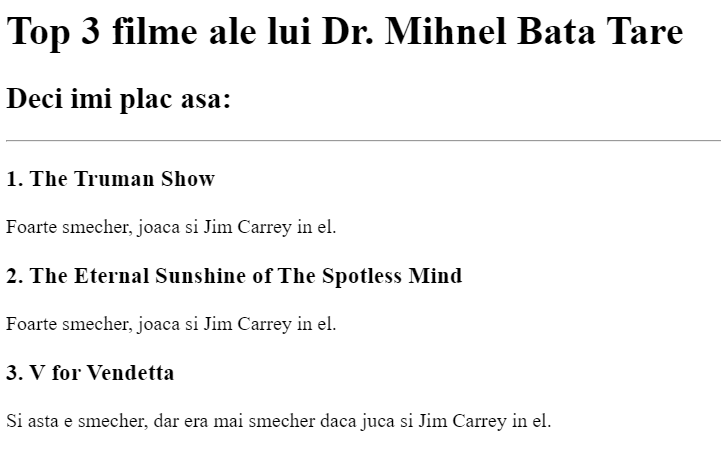 Top 3 filme ale lui Dr. Mihnel Bata Tare
Deci imi plac asa:
1. The Truman Show
Foarte smecher, joaca si Jim Carrey in el.
2. The Eternal Sunshine of The Spotless Mind
Foarte smecher, joaca si Jim Carrey in el.
3. V for Vendetta
Si asta e smecher, dar era mai smecher daca juca si Jim Carrey in el.